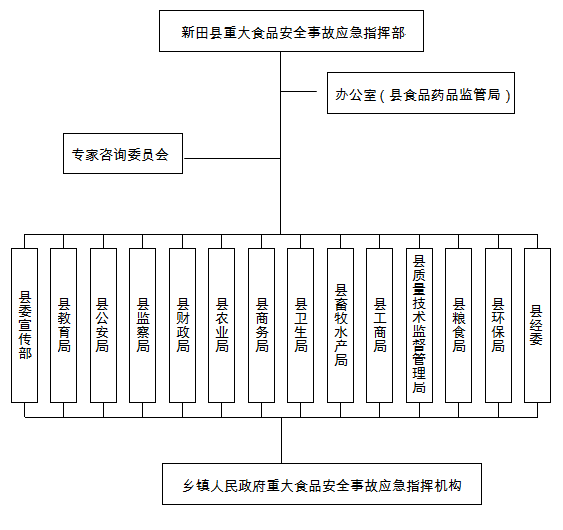 新田县重大食品安全事故应急指挥部
办公室（县食品药品监管局）
专家咨询委员会
县委宣传部
县教育局
县公安局
县监察局
县财政局
县农业局
县商务局
县卫生局
县畜牧水产局
县工商局
县质量技术监督管理局
县粮食局
县环保局
县经委
乡镇人民政府重大食品安全事故应急指挥机构